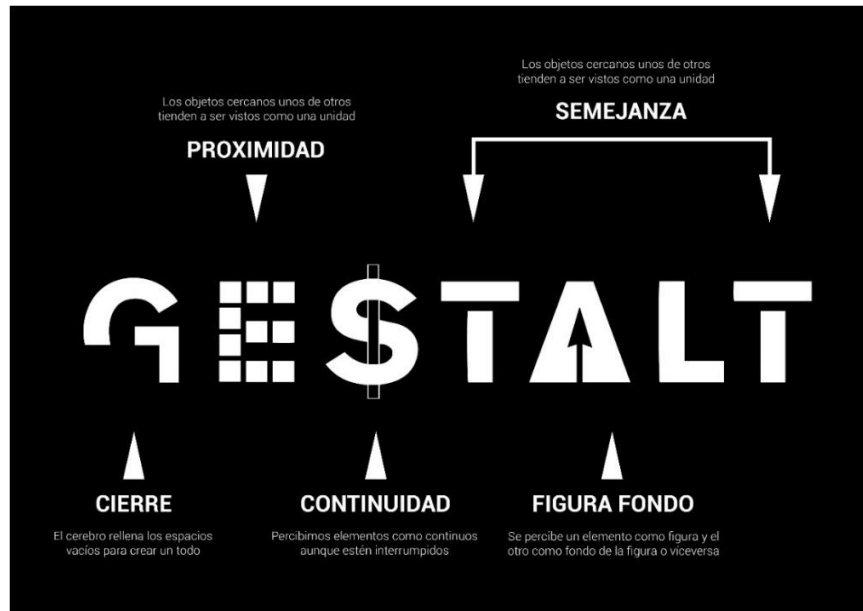 Los objetos cercanos unos de otros
tienden a ser vistos como una unidad
PROXIMIDAD
Los objetos cercanos unos de otros
tienden a ser vistos como una unidad
SEMEJANZA
GE$TALT
CIERRE
El cerebro rellena los espacios
vacíos para crear un todo
CONTINUIDAD
Percibimos elementos como continuos
aunque estén interrumpidos
FIGURA FONDO
Se percibe un elemento como figura y el
otro como fondo de la figura o viceversa